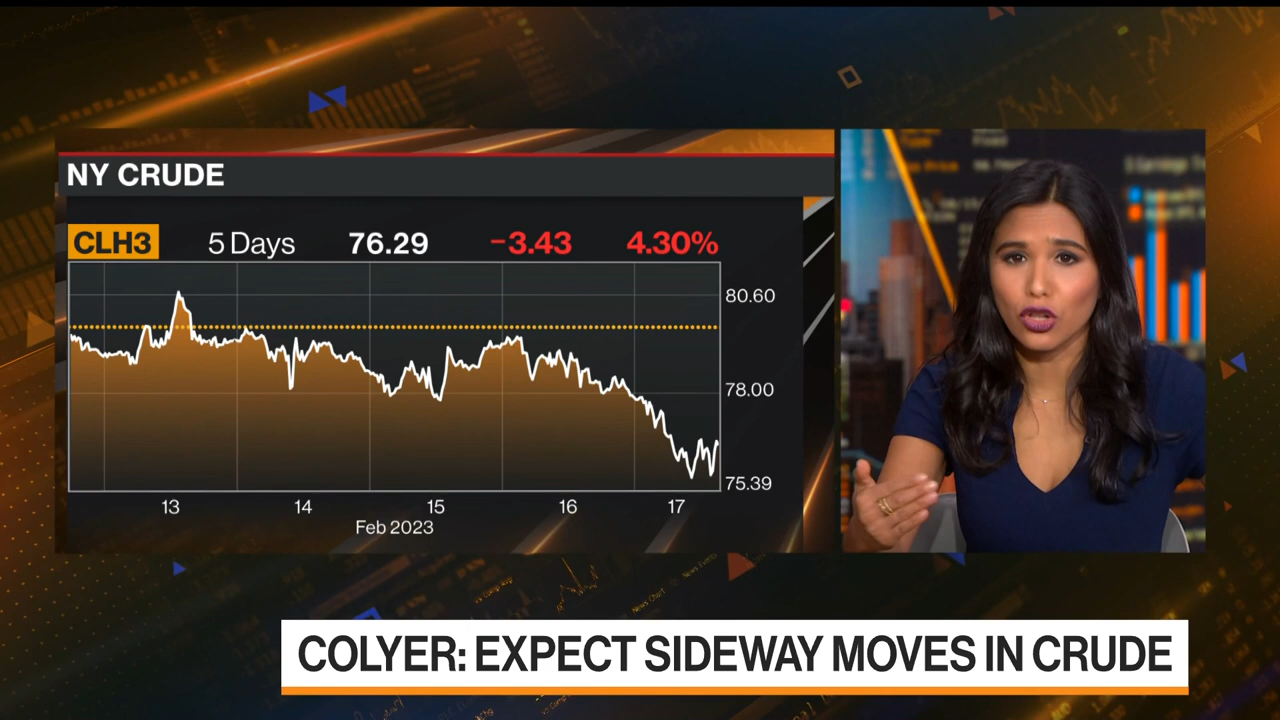 NY CRUDE
CLH3 5 Days 76.29 −3.43 4.30%
80.60
78.00
75.39
13 14 15 16 17
Feb 2023
COLYER: EXPECT SIDEWAY MOVES IN CRUDE